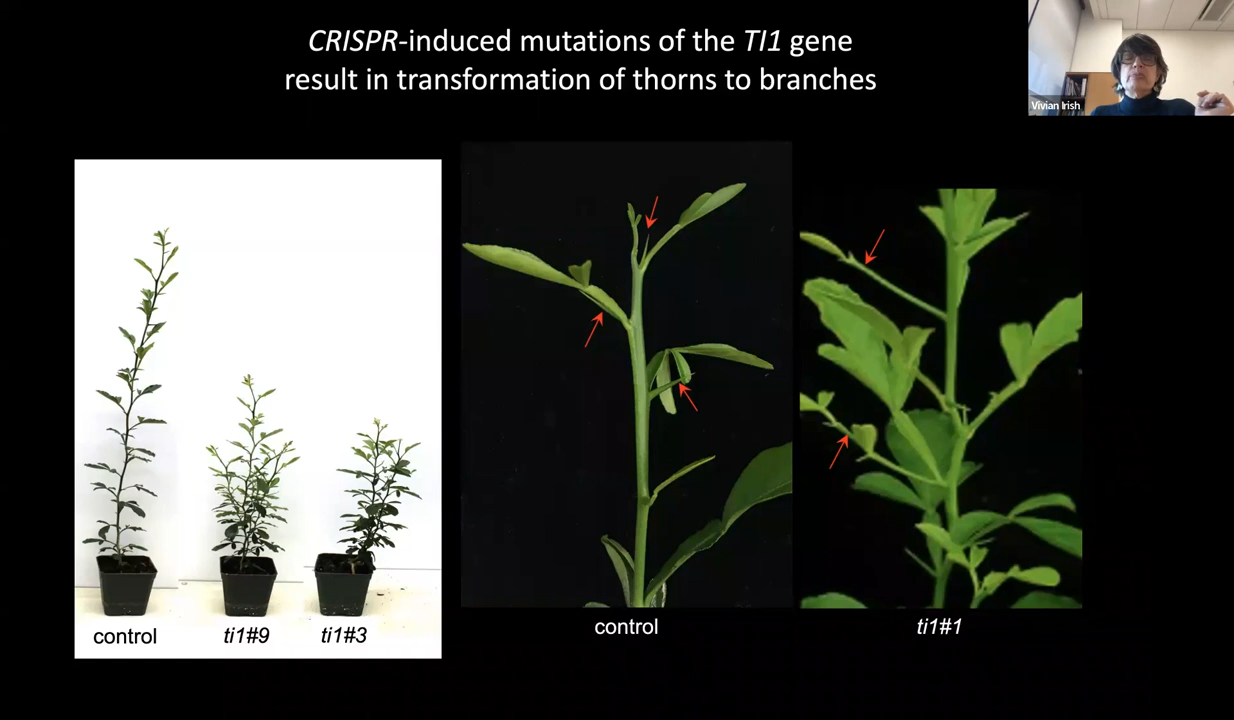 CRISPR-induced mutations of the TI1 gene
result in transformation of thorns to branches
Vivian Irish
control
ti1#9
ti1#3
control
ti1#1